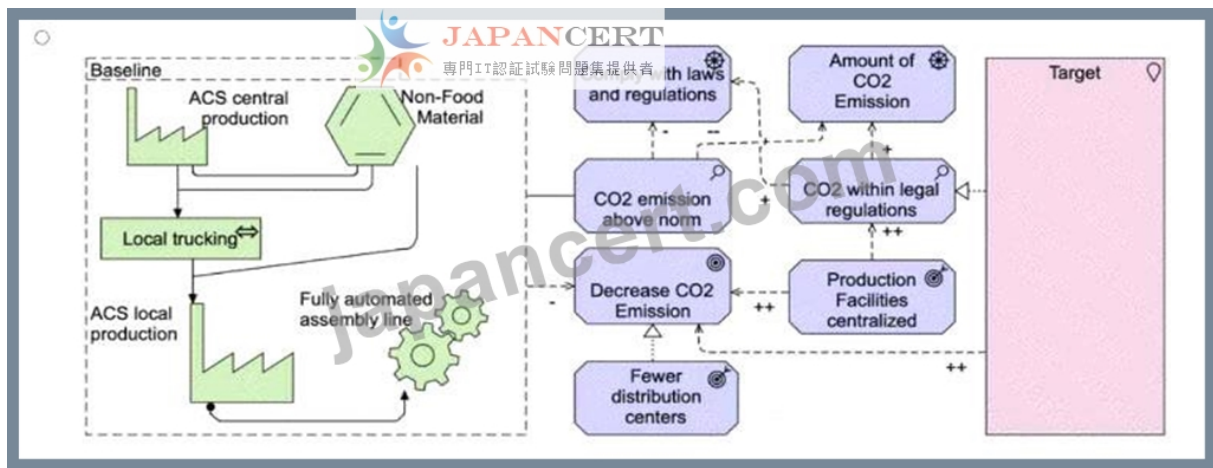 JAPANCERT
専門IT認証試験問題集提供者
Baseline
ACS central
production
Non-Food
Material
Local trucking
ACS local
production
Fully automated
assembly line
with laws
and regulations
Amount of
CO2
Emission
-
--
+
+
CO2 emission
above norm
CO2 within legal
regulations
++
Decrease CO2
Emission
-
++
Production
Facilities
centralized
++
Fewer
distribution
centers
Target
japancert.com